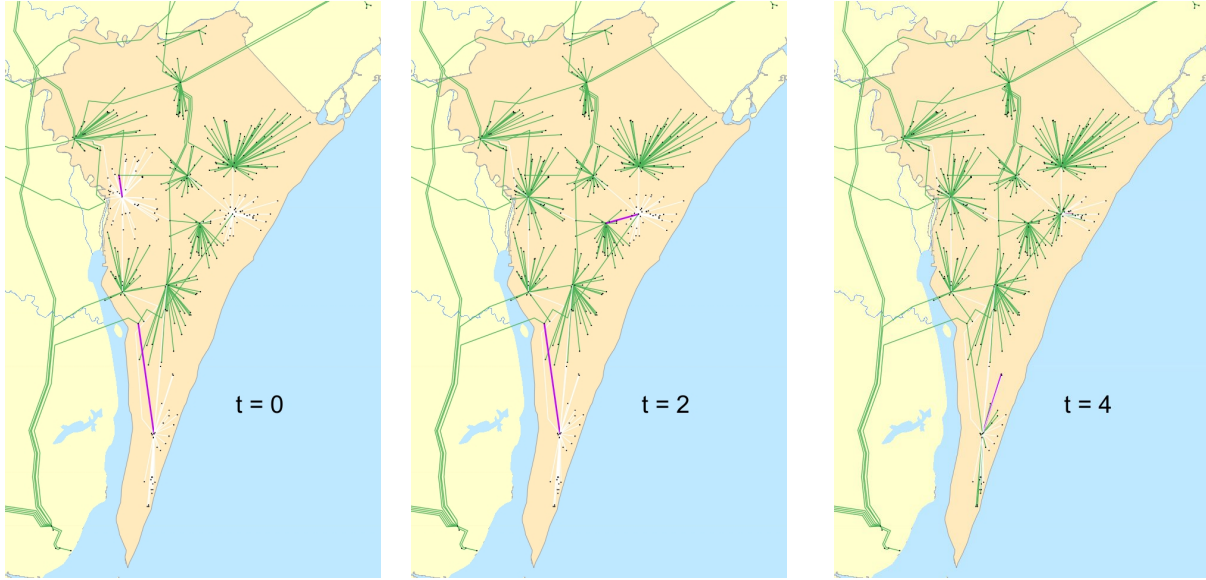 t = 0
t = 2
t = 4